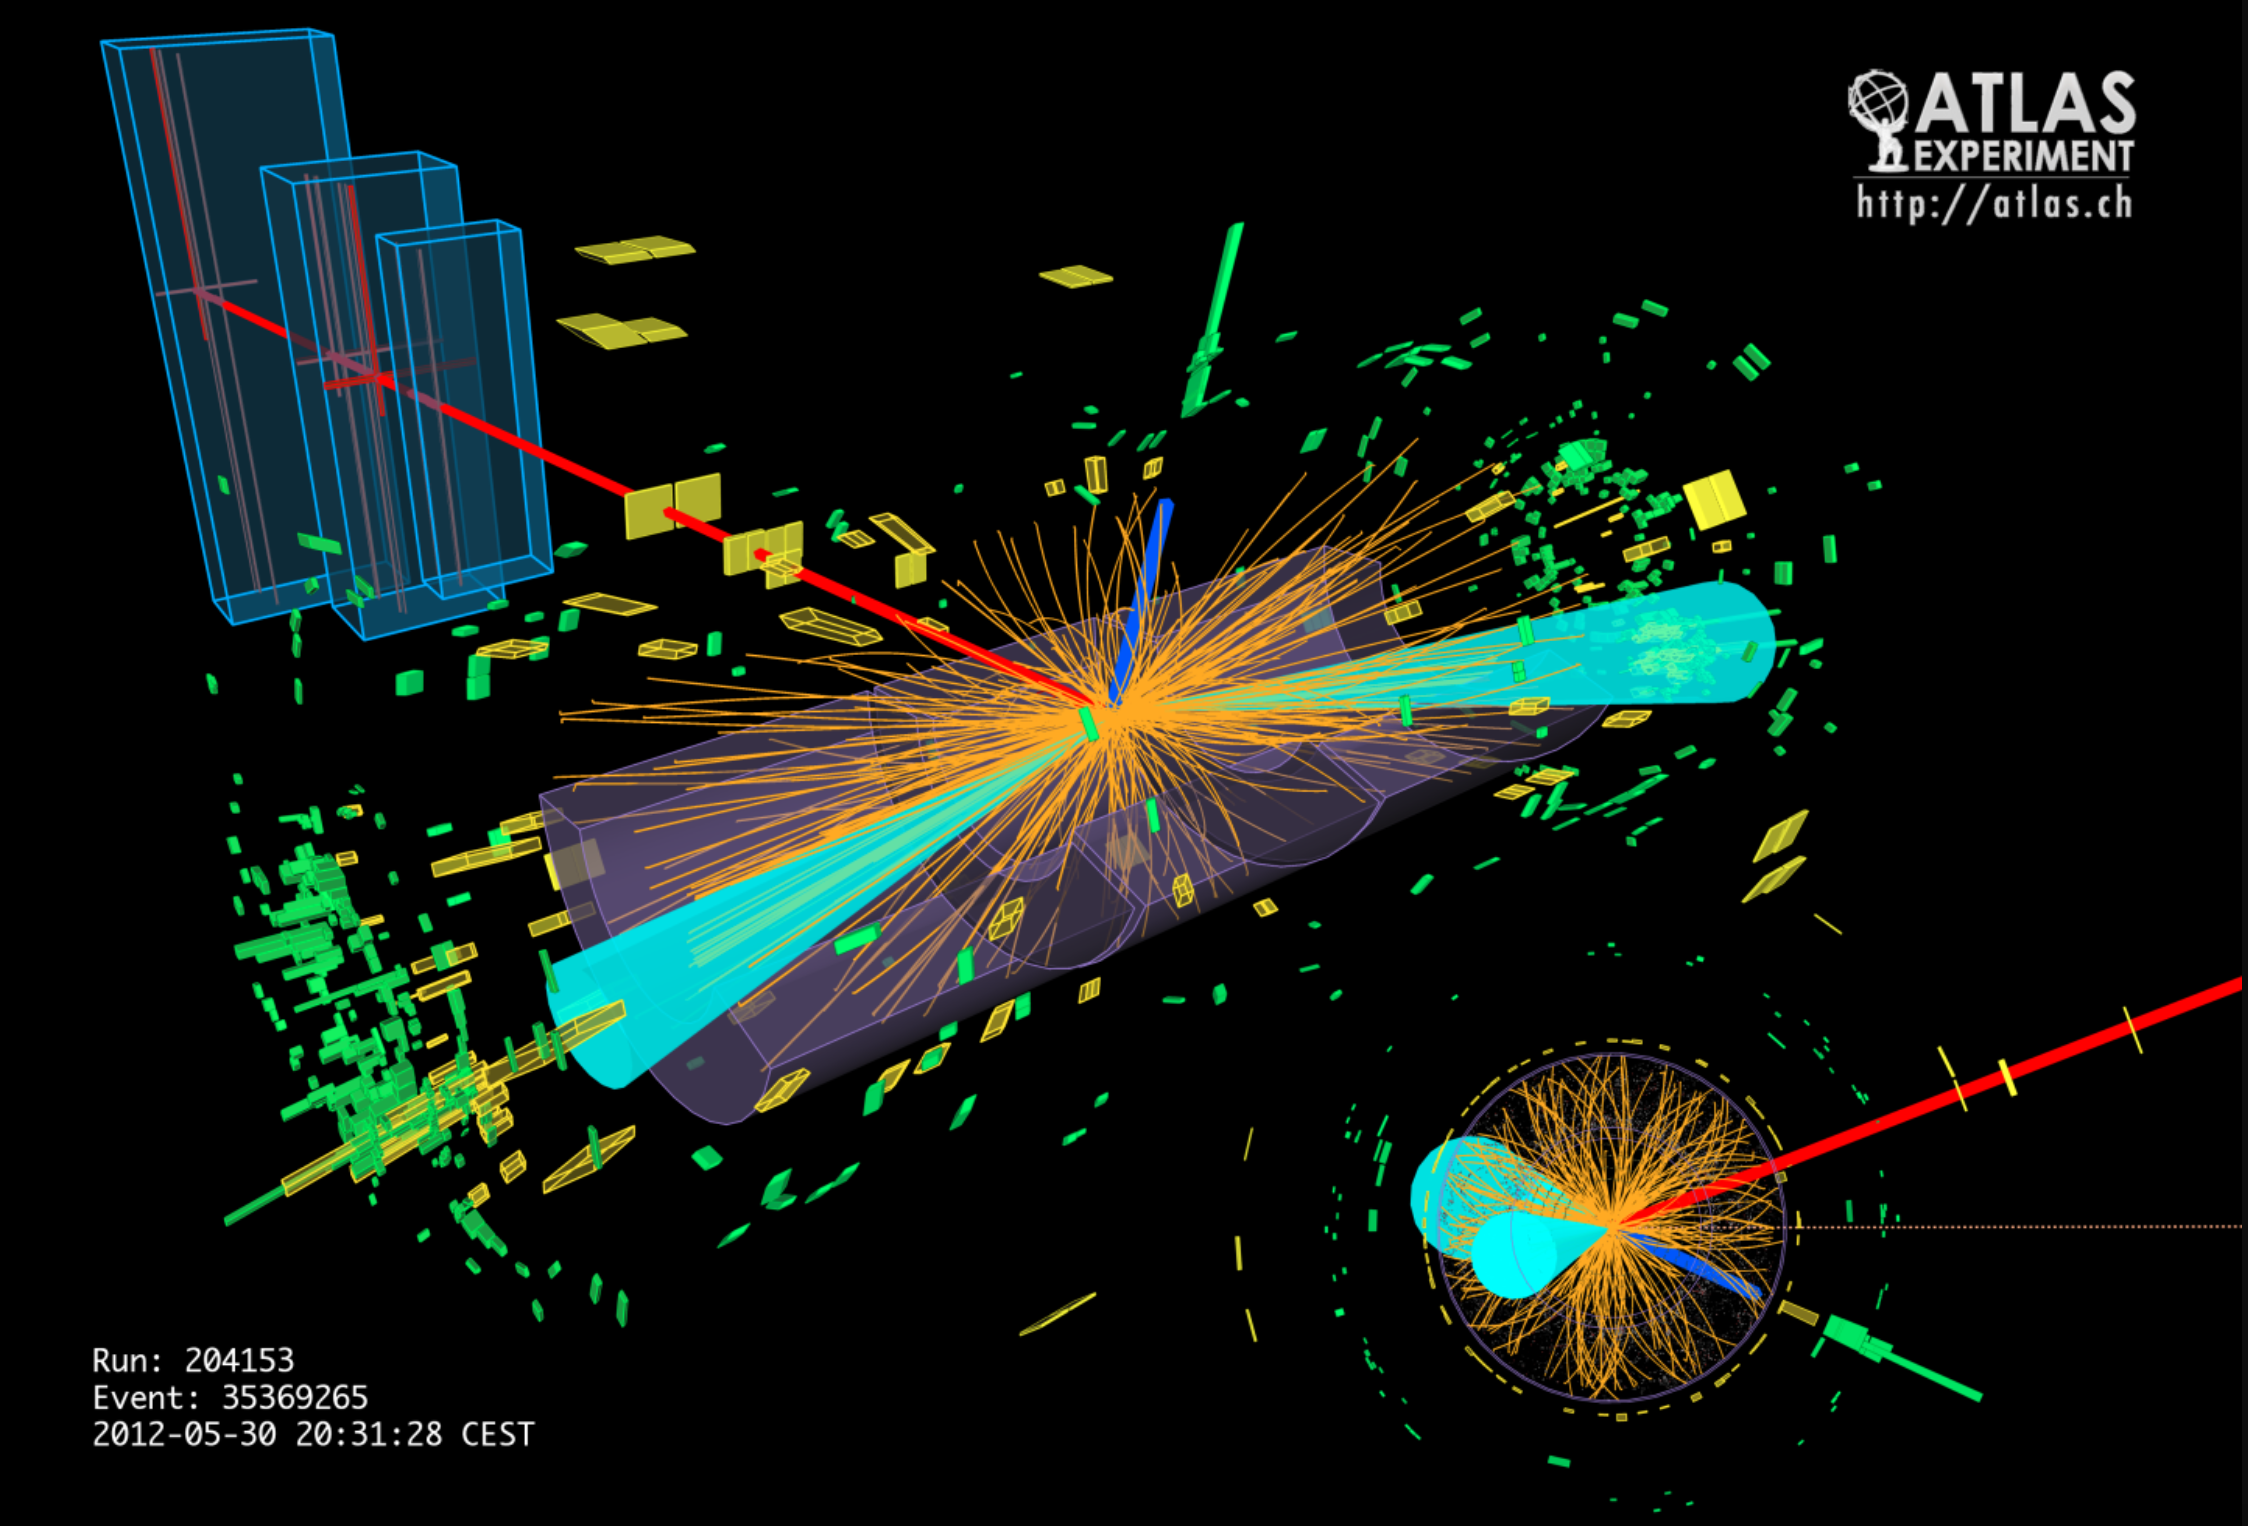 ATLAS
EXPERIMENT
http://atlas.ch
Run: 204153
Event: 35369265
2012-05-30 20:31:28 CEST